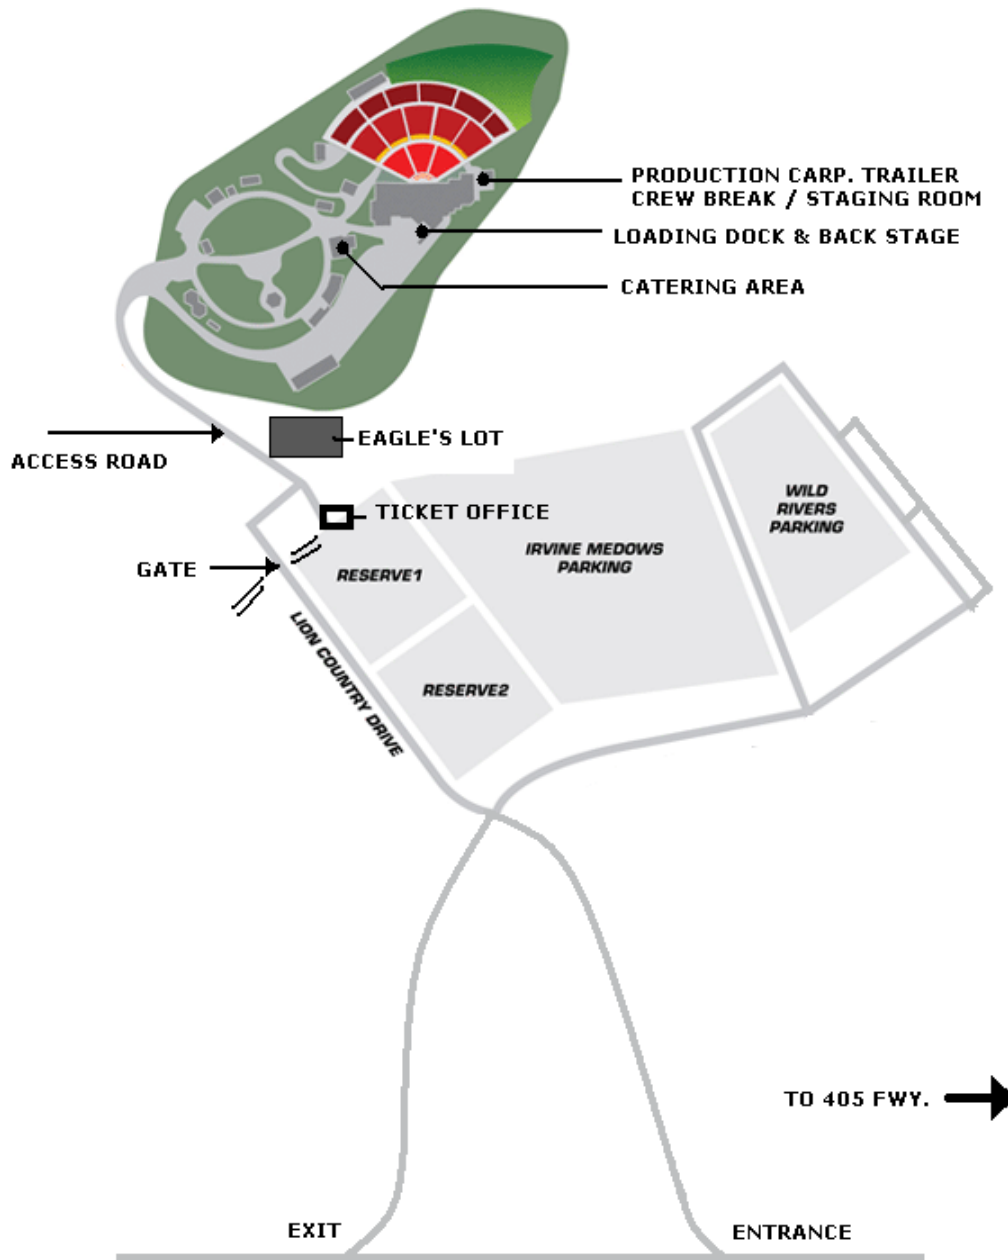 PRODUCTION CARP. TRAILER
CREW BREAK / STAGING ROOM
LOADING DOCK & BACK STAGE
CATERING AREA
EAGLE'S LOT
ACCESS ROAD
TICKET OFFICE
WILD
RIVERS
PARKING
IRVINE MEDOWS
PARKING
GATE
RESERVE1
LION COUNTRY DRIVE
RESERVE2
TO 405 FWY.
EXIT
ENTRANCE